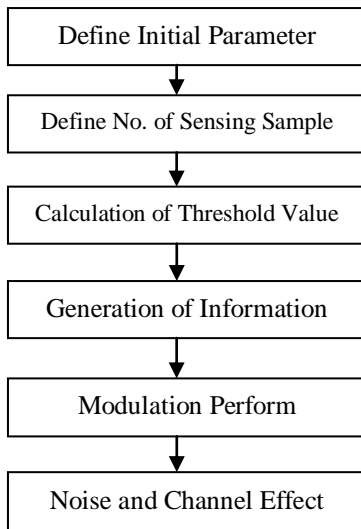 Define Initial Parameter
Define No. of Sensing Sample
Calculation of Threshold Value
Generation of Information
Modulation Perform
Noise and Channel Effect